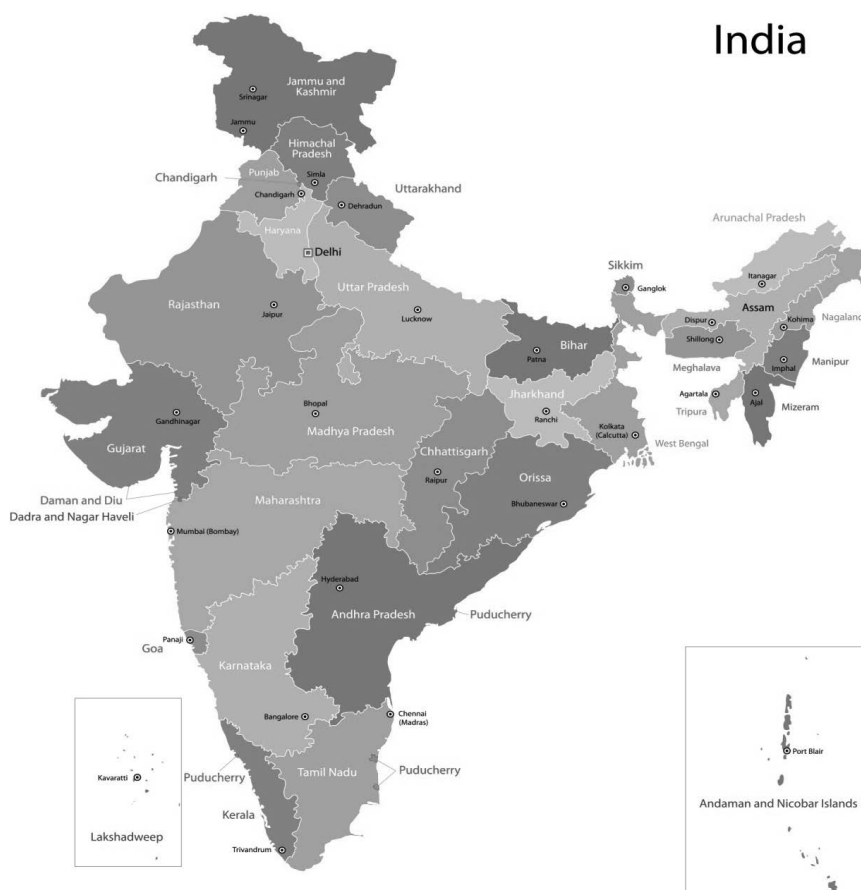 India
Jammu and
Kashmir
Srinagar
Jammu
Himachal
Pradesh
Simla
Punjab
Chandigarh
Chandigarh
Uttarakhand
Dehradun
Haryana
Delhi
Arunachal Pradesh
Itanagar
Sikkim
Ganglok
Uttar Pradesh
Lucknow
Rajasthan
Jaipur
Assam
Dispur
Kohima
Nagaland
Shillong
Meghalava
Imphal
Manipur
Bihar
Patna
Agartala
Tripura
Ajal
Mizeram
Jharkhand
Ranchi
Bhopal
Madhya Pradesh
Gandhinagar
Gujarat
Kolkata
(Calcutta)
West Bengal
Chhattisgarh
Raipur
Orissa
Bhubaneswar
Daman and Diu
Dadra and Nagar Haveli
Maharashtra
Mumbai (Bombay)
Hyderabad
Andhra Pradesh
Puducherry
Panaji
Goa
Karnataka
Bangalore
Chennai
(Madras)
Puducherry
Tamil Nadu
Puducherry
Kerala
Trivandrum
Kavaratti
Lakshadweep
Port Blair
Andaman and Nicobar Islands